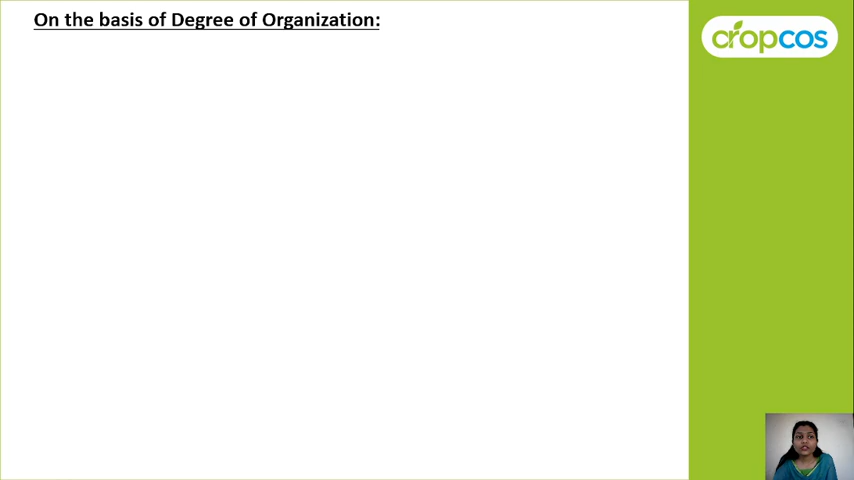 On the basis of Degree of Organization:
cropcos